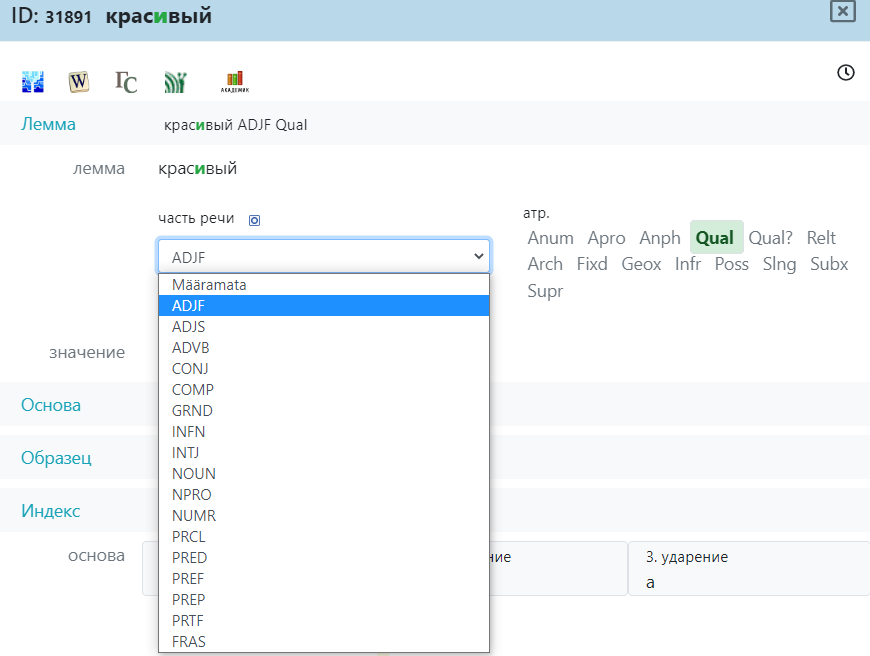 ID: 31891 красивый
W ГС АКАДЕМИК
Лемма красивый ADJF Qual
лемма красивый
часть речи
атр.
ADJF
Anum Apro Anph Qual Qual? Relt
Arch Fixd Geox Infr Poss Slng Subx
Supr
Määramata
ADJF
ADJS
ADVB
значение
CONJ
COMP
Основа
GRND
INFN
INTJ
Образец
NOUN
NPRO
Индекс
NUMR
PRCL
основа
PRED
ние
3. ударение
PREF
a
PREP
PRTF
FRAS